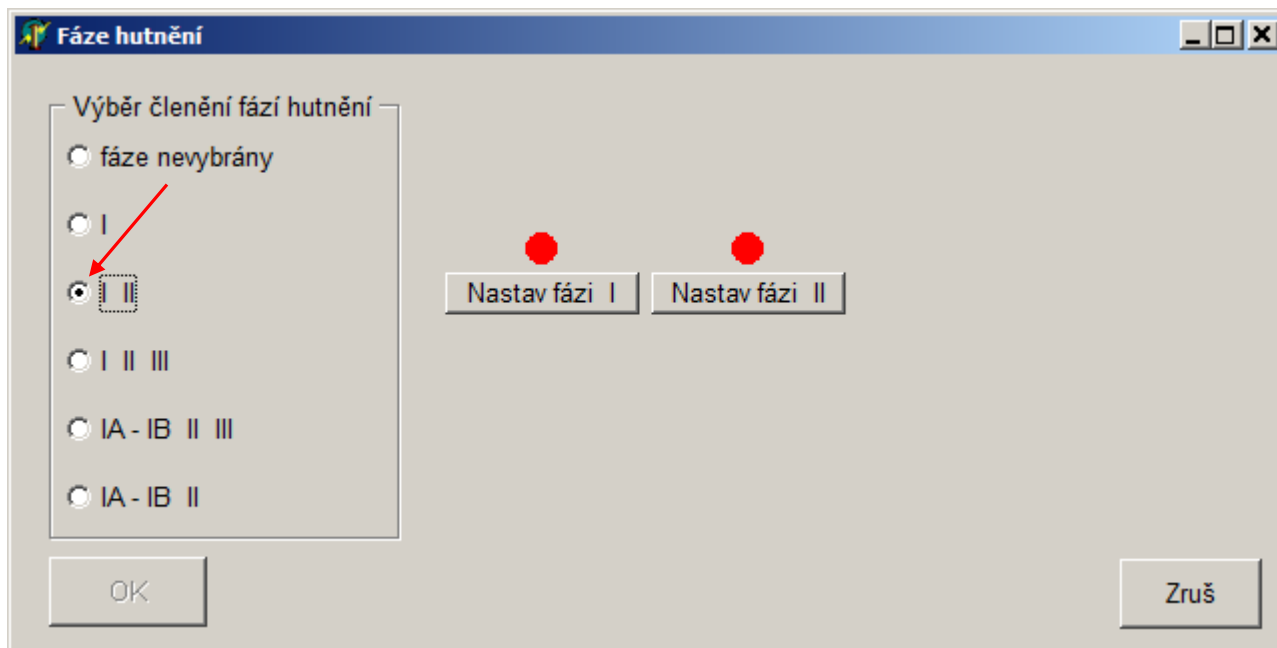 Fáze hutnění
Výběr členění fází hutnění
fáze nevybrány
I
I II
I II III
IA - IB II III
IA - IB II
Nastav fázi I
Nastav fázi II
OK
Zruš